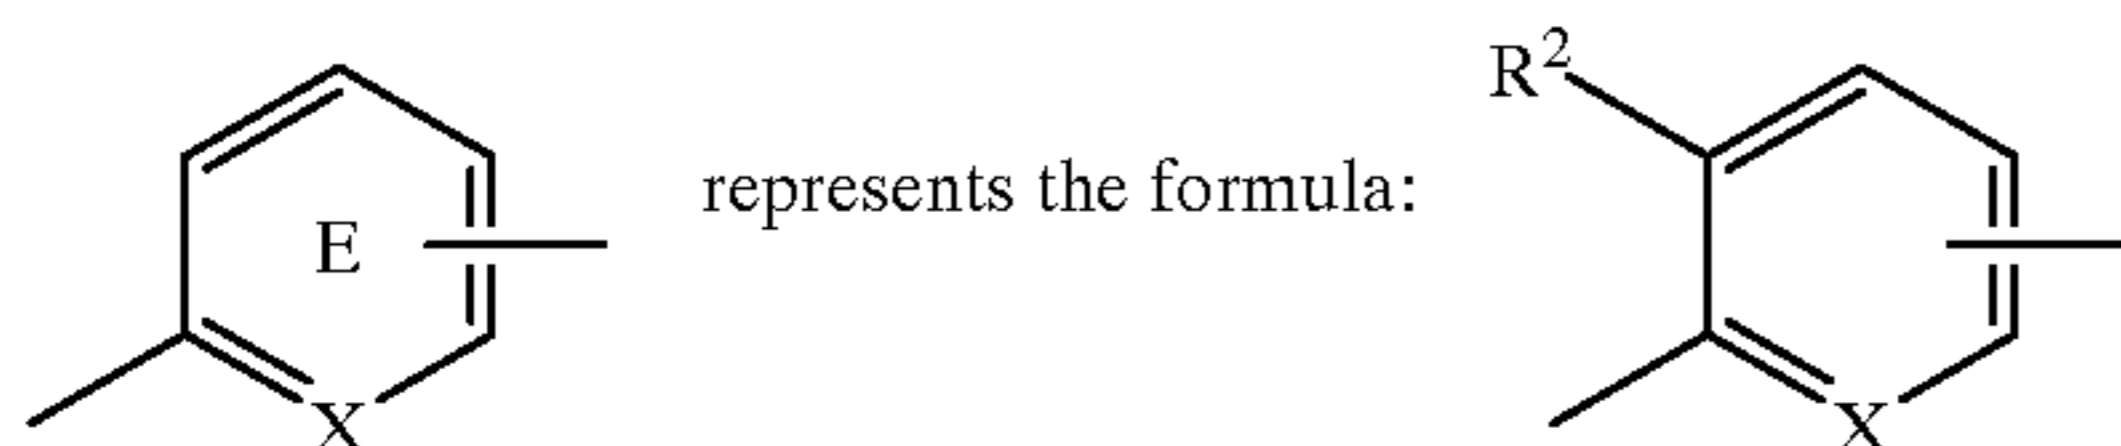 R²
E represents the formula:
X X